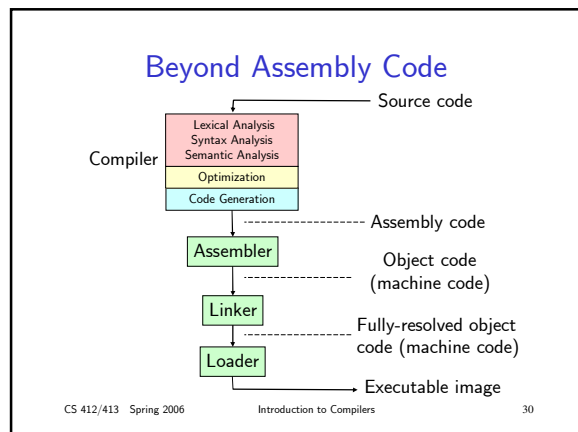 Beyond Assembly Code
Source code
Lexical Analysis
Syntax Analysis
Semantic Analysis
Compiler
Optimization
Code Generation
Assembly code
Assembler
Object code
(machine code)
Linker
Fully-resolved object
code (machine code)
Loader
Executable image
CS 412/413 Spring 2006 Introduction to Compilers 30